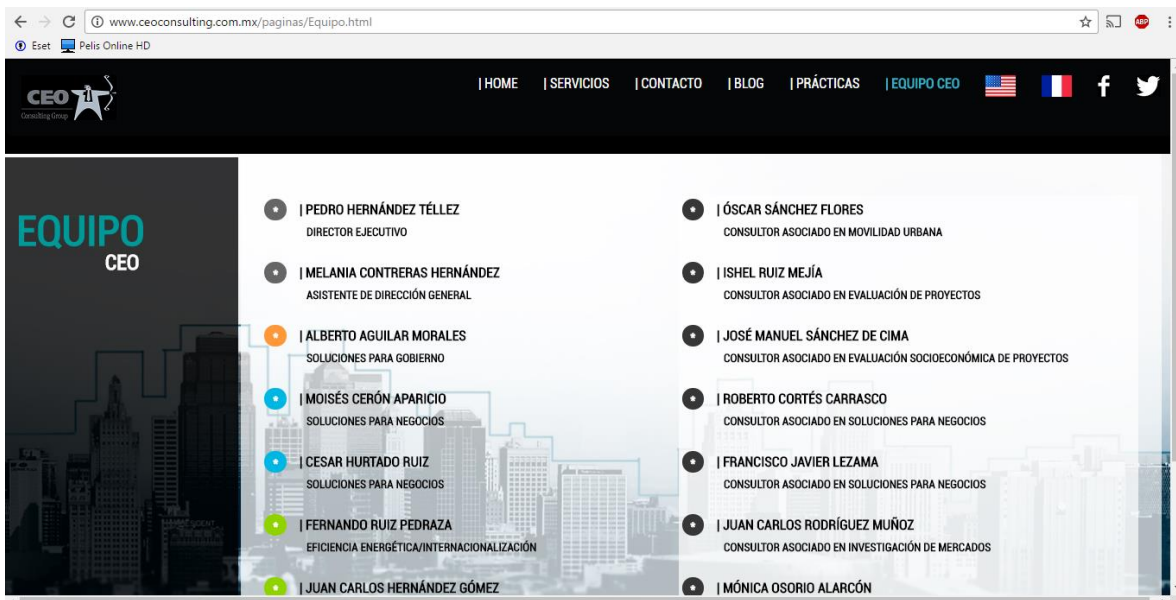 www.ceoconsulting.com.mx/paginas/Equipo.html
ABP
Eset Pelis Online HD
CEO
Consulting Group
| HOME | SERVICIOS | CONTACTO | BLOG | PRÁCTICAS | EQUIPO CEO
EQUIPO
CEO
| PEDRO HERNÁNDEZ TÉLLEZ
DIRECTOR EJECUTIVO
| MELANIA CONTRERAS HERNÁNDEZ
ASISTENTE DE DIRECCIÓN GENERAL
| ALBERTO AGUILAR MORALES
SOLUCIONES PARA GOBIERNO
| MOISÉS CERÓN APARICIO
SOLUCIONES PARA NEGOCIOS
| CESAR HURTADO RUIZ
SOLUCIONES PARA NEGOCIOS
| FERNANDO RUIZ PEDRAZA
EFICIENCIA ENERGÉTICA/INTERNACIONALIZACIÓN
| JUAN CARLOS HERNÁNDEZ GÓMEZ
| ÓSCAR SÁNCHEZ FLORES
CONSULTOR ASOCIADO EN MOVILIDAD URBANA
| ISHEL RUIZ MEJÍA
CONSULTOR ASOCIADO EN EVALUACIÓN DE PROYECTOS
| JOSÉ MANUEL SÁNCHEZ DE CIMA
CONSULTOR ASOCIADO EN EVALUACIÓN SOCIOECONÓMICA DE PROYECTOS
| ROBERTO CORTÉS CARRASCO
CONSULTOR ASOCIADO EN SOLUCIONES PARA NEGOCIOS
| FRANCISCO JAVIER LEZAMA
CONSULTOR ASOCIADO EN SOLUCIONES PARA NEGOCIOS
| JUAN CARLOS RODRÍGUEZ MUÑOZ
CONSULTOR ASOCIADO EN INVESTIGACIÓN DE MERCADOS
| MÓNICA OSORIO ALARCÓN